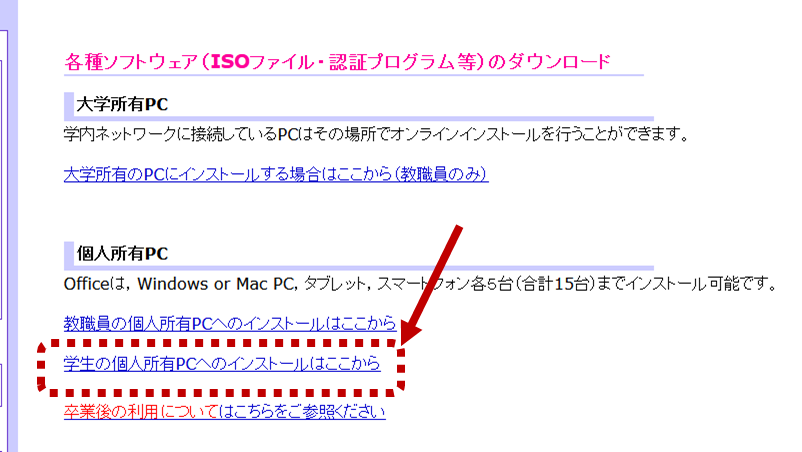 各種ソフトウェア(ISOファイル・認証プログラム等)のダウンロード
大学所有PC
学内ネットワークに接続しているPCはその場所でオンラインインストールを行うことができます。
大学所有のPCにインストールする場合はここから(教職員のみ)
個人所有PC
Officeは, Windows or Mac PC, タブレット, スマートフォン各5台(合計15台)までインストール可能です。
教職員の個人所有PCへのインストールはここから
学生の個人所有PCへのインストールはここから
卒業後の利用についてはこちらをご参照ください